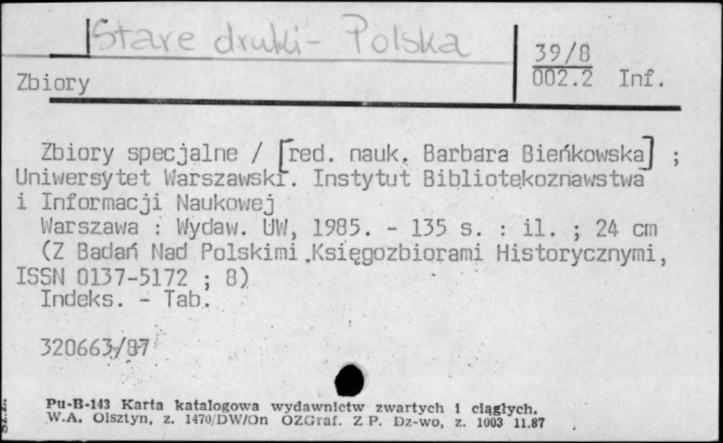 Stare druki - Polska
39/8
002.2 Inf.
Zbiory
Zbiory specjalne / [red. nauk. Barbara Bieńkowska] ;
Uniwersytet Warszawski. Instytut Bibliotekoznawstwa
i Informacji Naukowej
Warszawa : Wydaw. UW, 1985. - 135 s. : il. ; 24 cm
(Z Badań Nad Polskimi Księgozbiorami Historycznymi,
ISSN 0137-5172 ; 8)
Indeks. - Tab.
320663/87
Pu-B-143 Karta katalogowa wydawnictw zwartych i ciągłych.
W.A. Olsztyn, z. 1470/DW/On OZGraf. Z P. Dz-wo, z. 1003 11.87